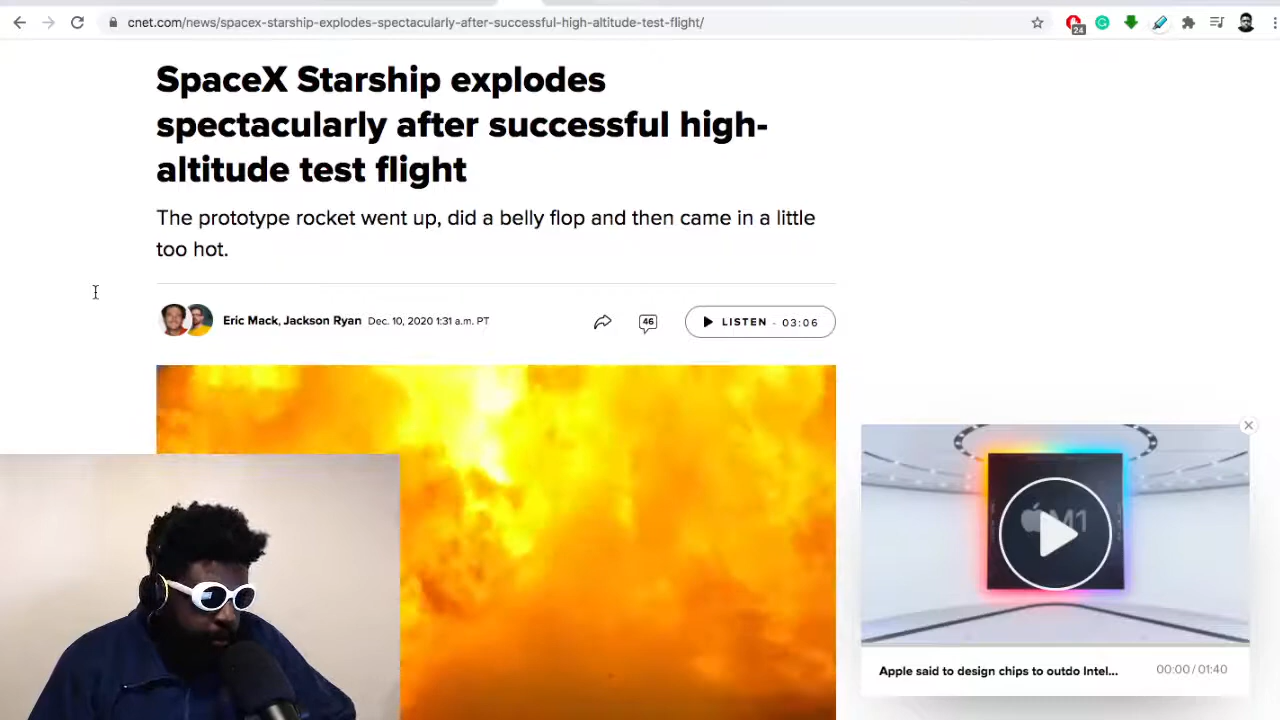 cnet.com/news/spacex-starship-explodes-spectacularly-after-successful-high-altitude-test-flight/
24
SpaceX Starship explodes
spectacularly after successful high-
altitude test flight
The prototype rocket went up, did a belly flop and then came in a little
too hot.
Eric Mack, Jackson Ryan Dec. 10, 2020 1:31 a.m. PT
46
LISTEN - 03:06
M1
Apple said to design chips to outdo Intel...
00:00 / 01:40